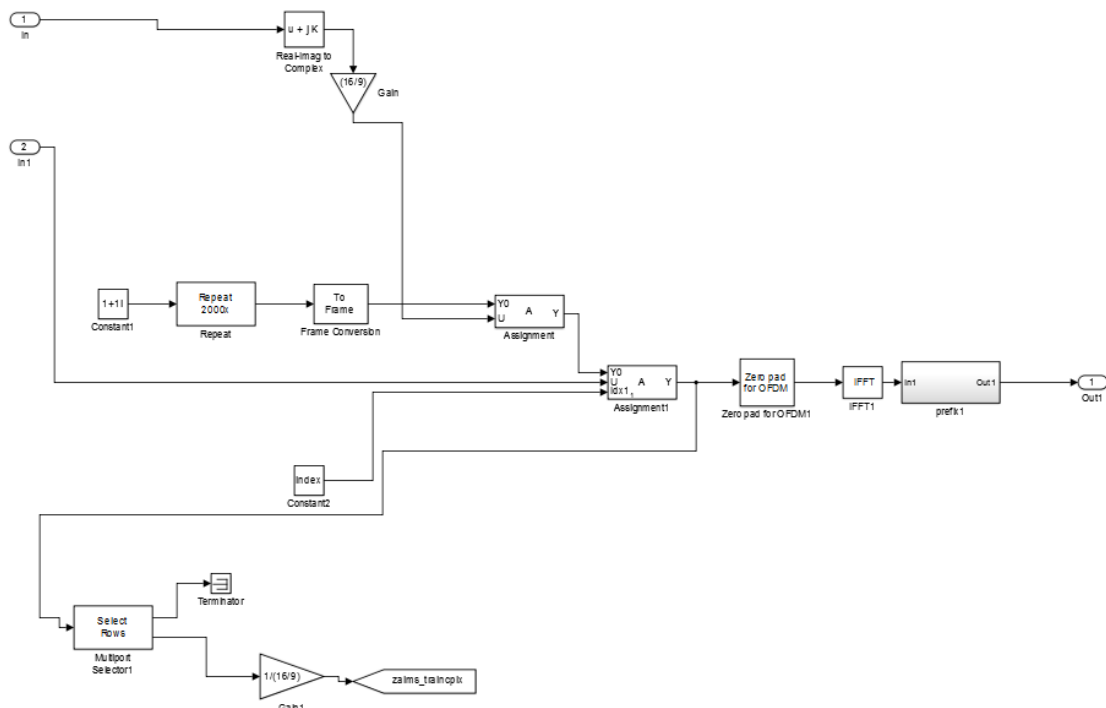 1
In
u + jK
Real-Imag to
Complex
(16/9)
Gain
2
In1
1+1i
Constant1
Repeat
2000x
Repeat
To
Frame
Frame Conversion
Y0
U
A
Y
Assignment
Y0
U
Idx1
A
Y
Assignment1
Zero pad
for OFDM
Zero pad for OFDM1
IFFT
IFFT1
In1
Out1
prefix1
1
Out1
Index
Constant2
Terminator
Select
Rows
Multiport
Selector1
1/(16/9)
Gain1
zalms_traincplx